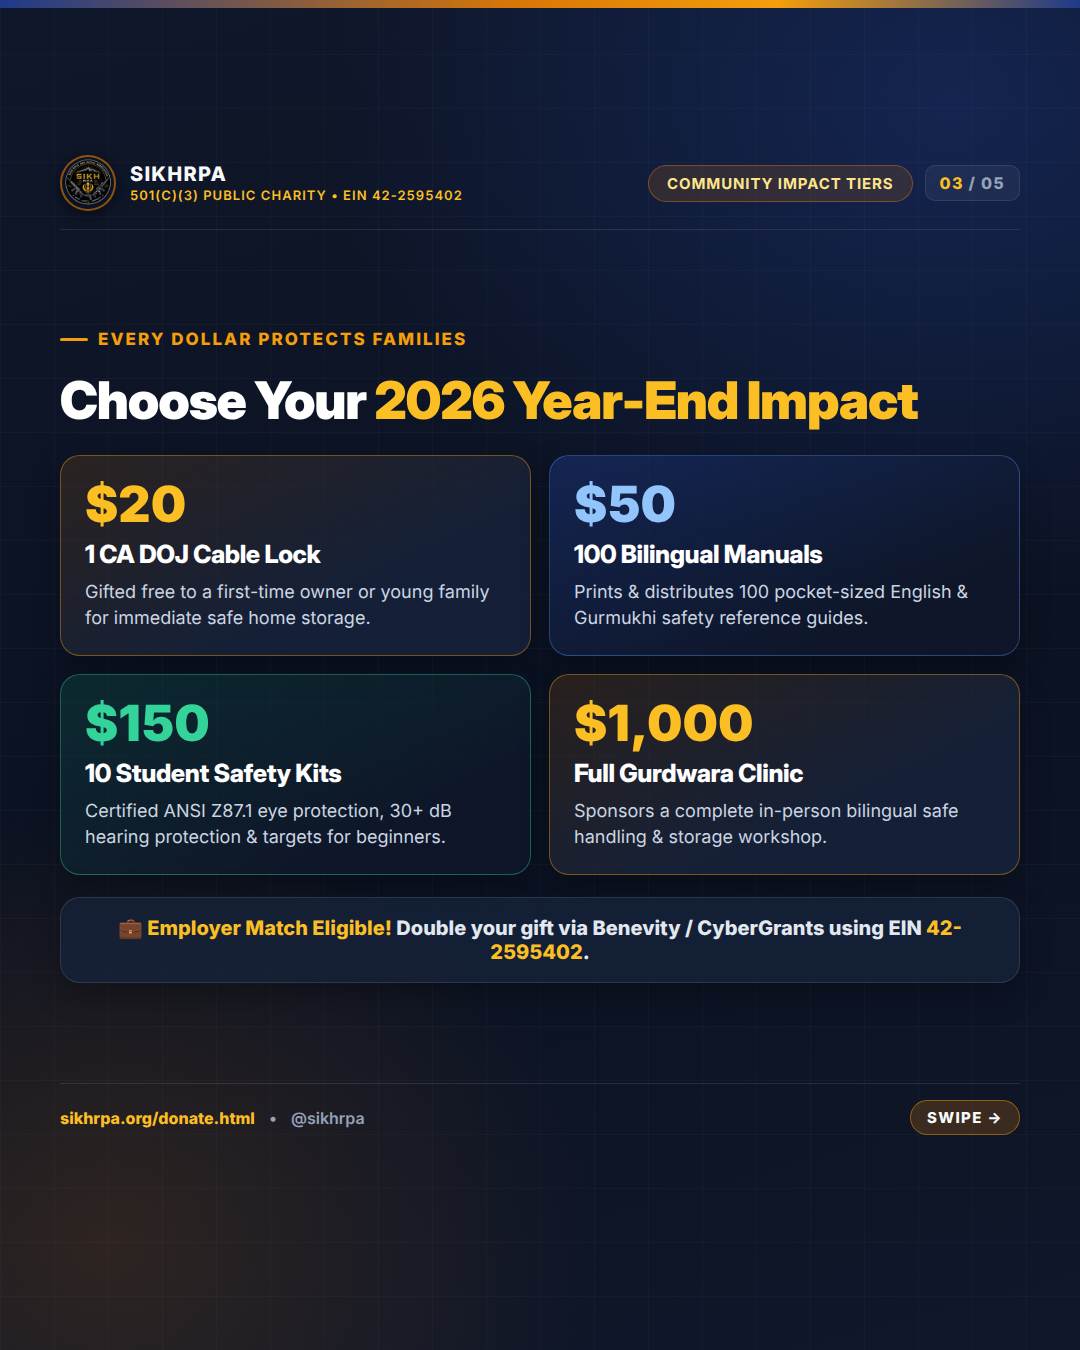 SIKH
SIKHRPA
501(C)(3) PUBLIC CHARITY • EIN 42-2595402
COMMUNITY IMPACT TIERS
03 / 05
EVERY DOLLAR PROTECTS FAMILIES
Choose Your 2026 Year-End Impact
$20
1 CA DOJ Cable Lock
Gifted free to a first-time owner or young family
for immediate safe home storage.
$50
100 Bilingual Manuals
Prints & distributes 100 pocket-sized English &
Gurmukhi safety reference guides.
$150
10 Student Safety Kits
Certified ANSI Z87.1 eye protection, 30+ dB
hearing protection & targets for beginners.
$1,000
Full Gurdwara Clinic
Sponsors a complete in-person bilingual safe
handling & storage workshop.
💼 Employer Match Eligible! Double your gift via Benevity / CyberGrants using EIN 42-
2595402.
sikhrpa.org/donate.html • @sikhrpa
SWIPE →